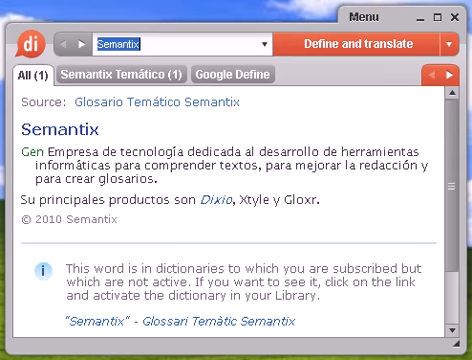 Menu
di
Semantix
Define and translate
All (1)
Semantix Temático (1)
Google Define
Source: Glosario Temático Semantix
Semantix
Gen Empresa de tecnología dedicada al desarrollo de herramientas
informáticas para comprender textos, para mejorar la redacción y
para crear glosarios.
Su principales productos son Dixio, Xtyle y Gloxr.
© 2010 Semantix
i
This word is in dictionaries to which you are subscribed but
which are not active. If you want to see it, click on the link
and activate the dictionary in your Library.
"Semantix" - Glossari Temàtic Semantix